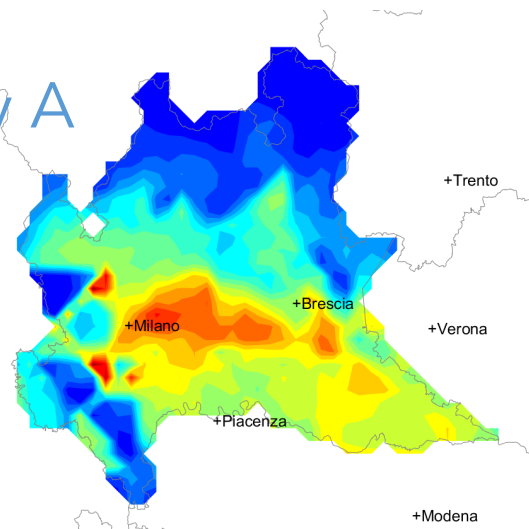 A
+Trento
+Brescia
+Milano
+Verona
+Piacenza
+Modena